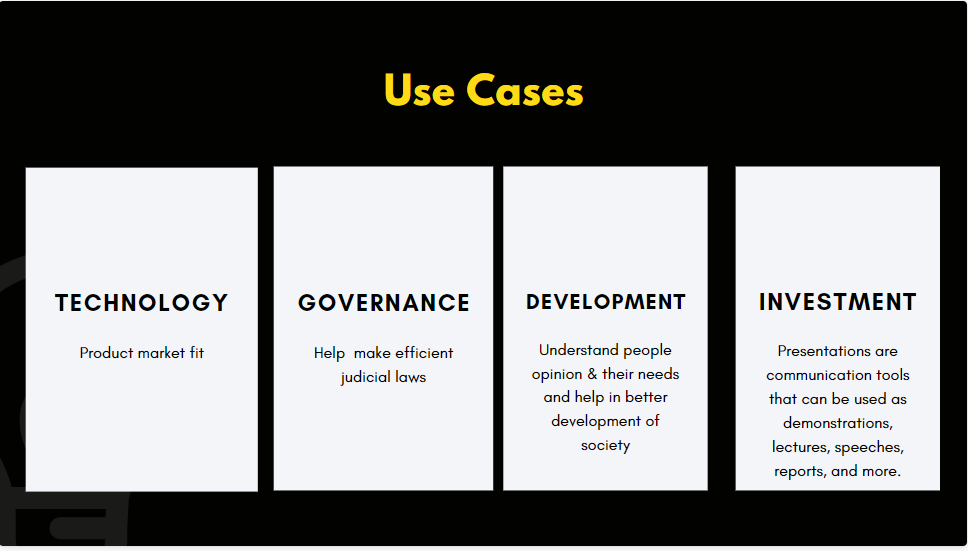 Use Cases
TECHNOLOGY
Product market fit
GOVERNANCE
Help  make efficient
judicial laws
DEVELOPMENT
Understand people
opinion & their needs
and help in better
development of
society
INVESTMENT
Presentations are
communication tools
that can be used as
demonstrations,
lectures, speeches,
reports, and more.